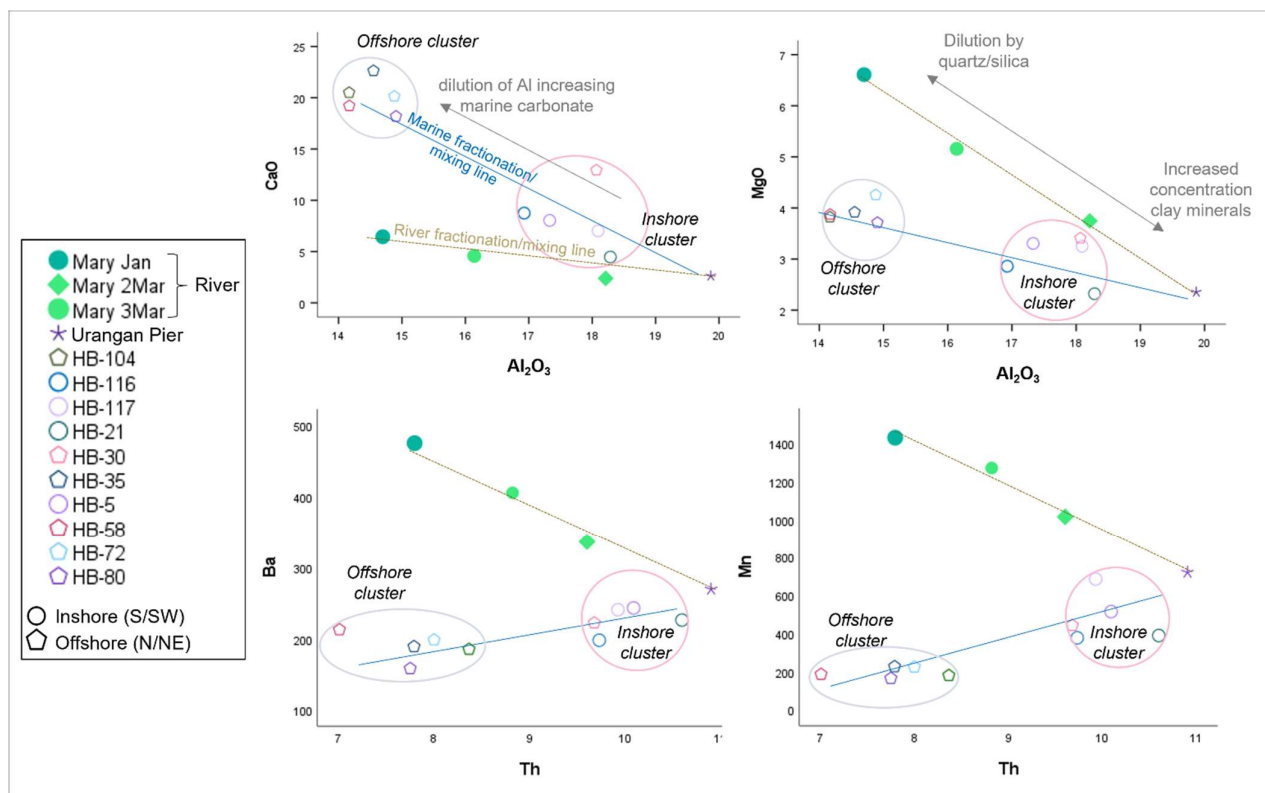 Mary Jan
Mary 2Mar
River
Mary 3Mar
Urangan Pier
HB-104
HB-116
HB-117
HB-21
HB-30
HB-35
HB-5
HB-58
HB-72
HB-80
Inshore (S/SW)
Offshore (N/NE)
Offshore cluster
dilution of Al increasing
marine carbonate
Marine fractionation/
mixing line
River fractionation/mixing line
Inshore
cluster
CaO
25
20
15
10
5
0
14 15 16 17 18 19 20
Al₂O₃
Dilution by
quartz/silica
Increased
concentration
clay minerals
Offshore
cluster
Inshore
cluster
MgO
7
6
5
4
3
2
14 15 16 17 18 19 20
Al₂O₃
Offshore
cluster
Inshore
cluster
Ba
500
400
300
200
100
7 8 9 10 11
Th
Offshore
cluster
Inshore
cluster
Mn
1400
1200
1000
800
600
400
200
0
7 8 9 10 11
Th